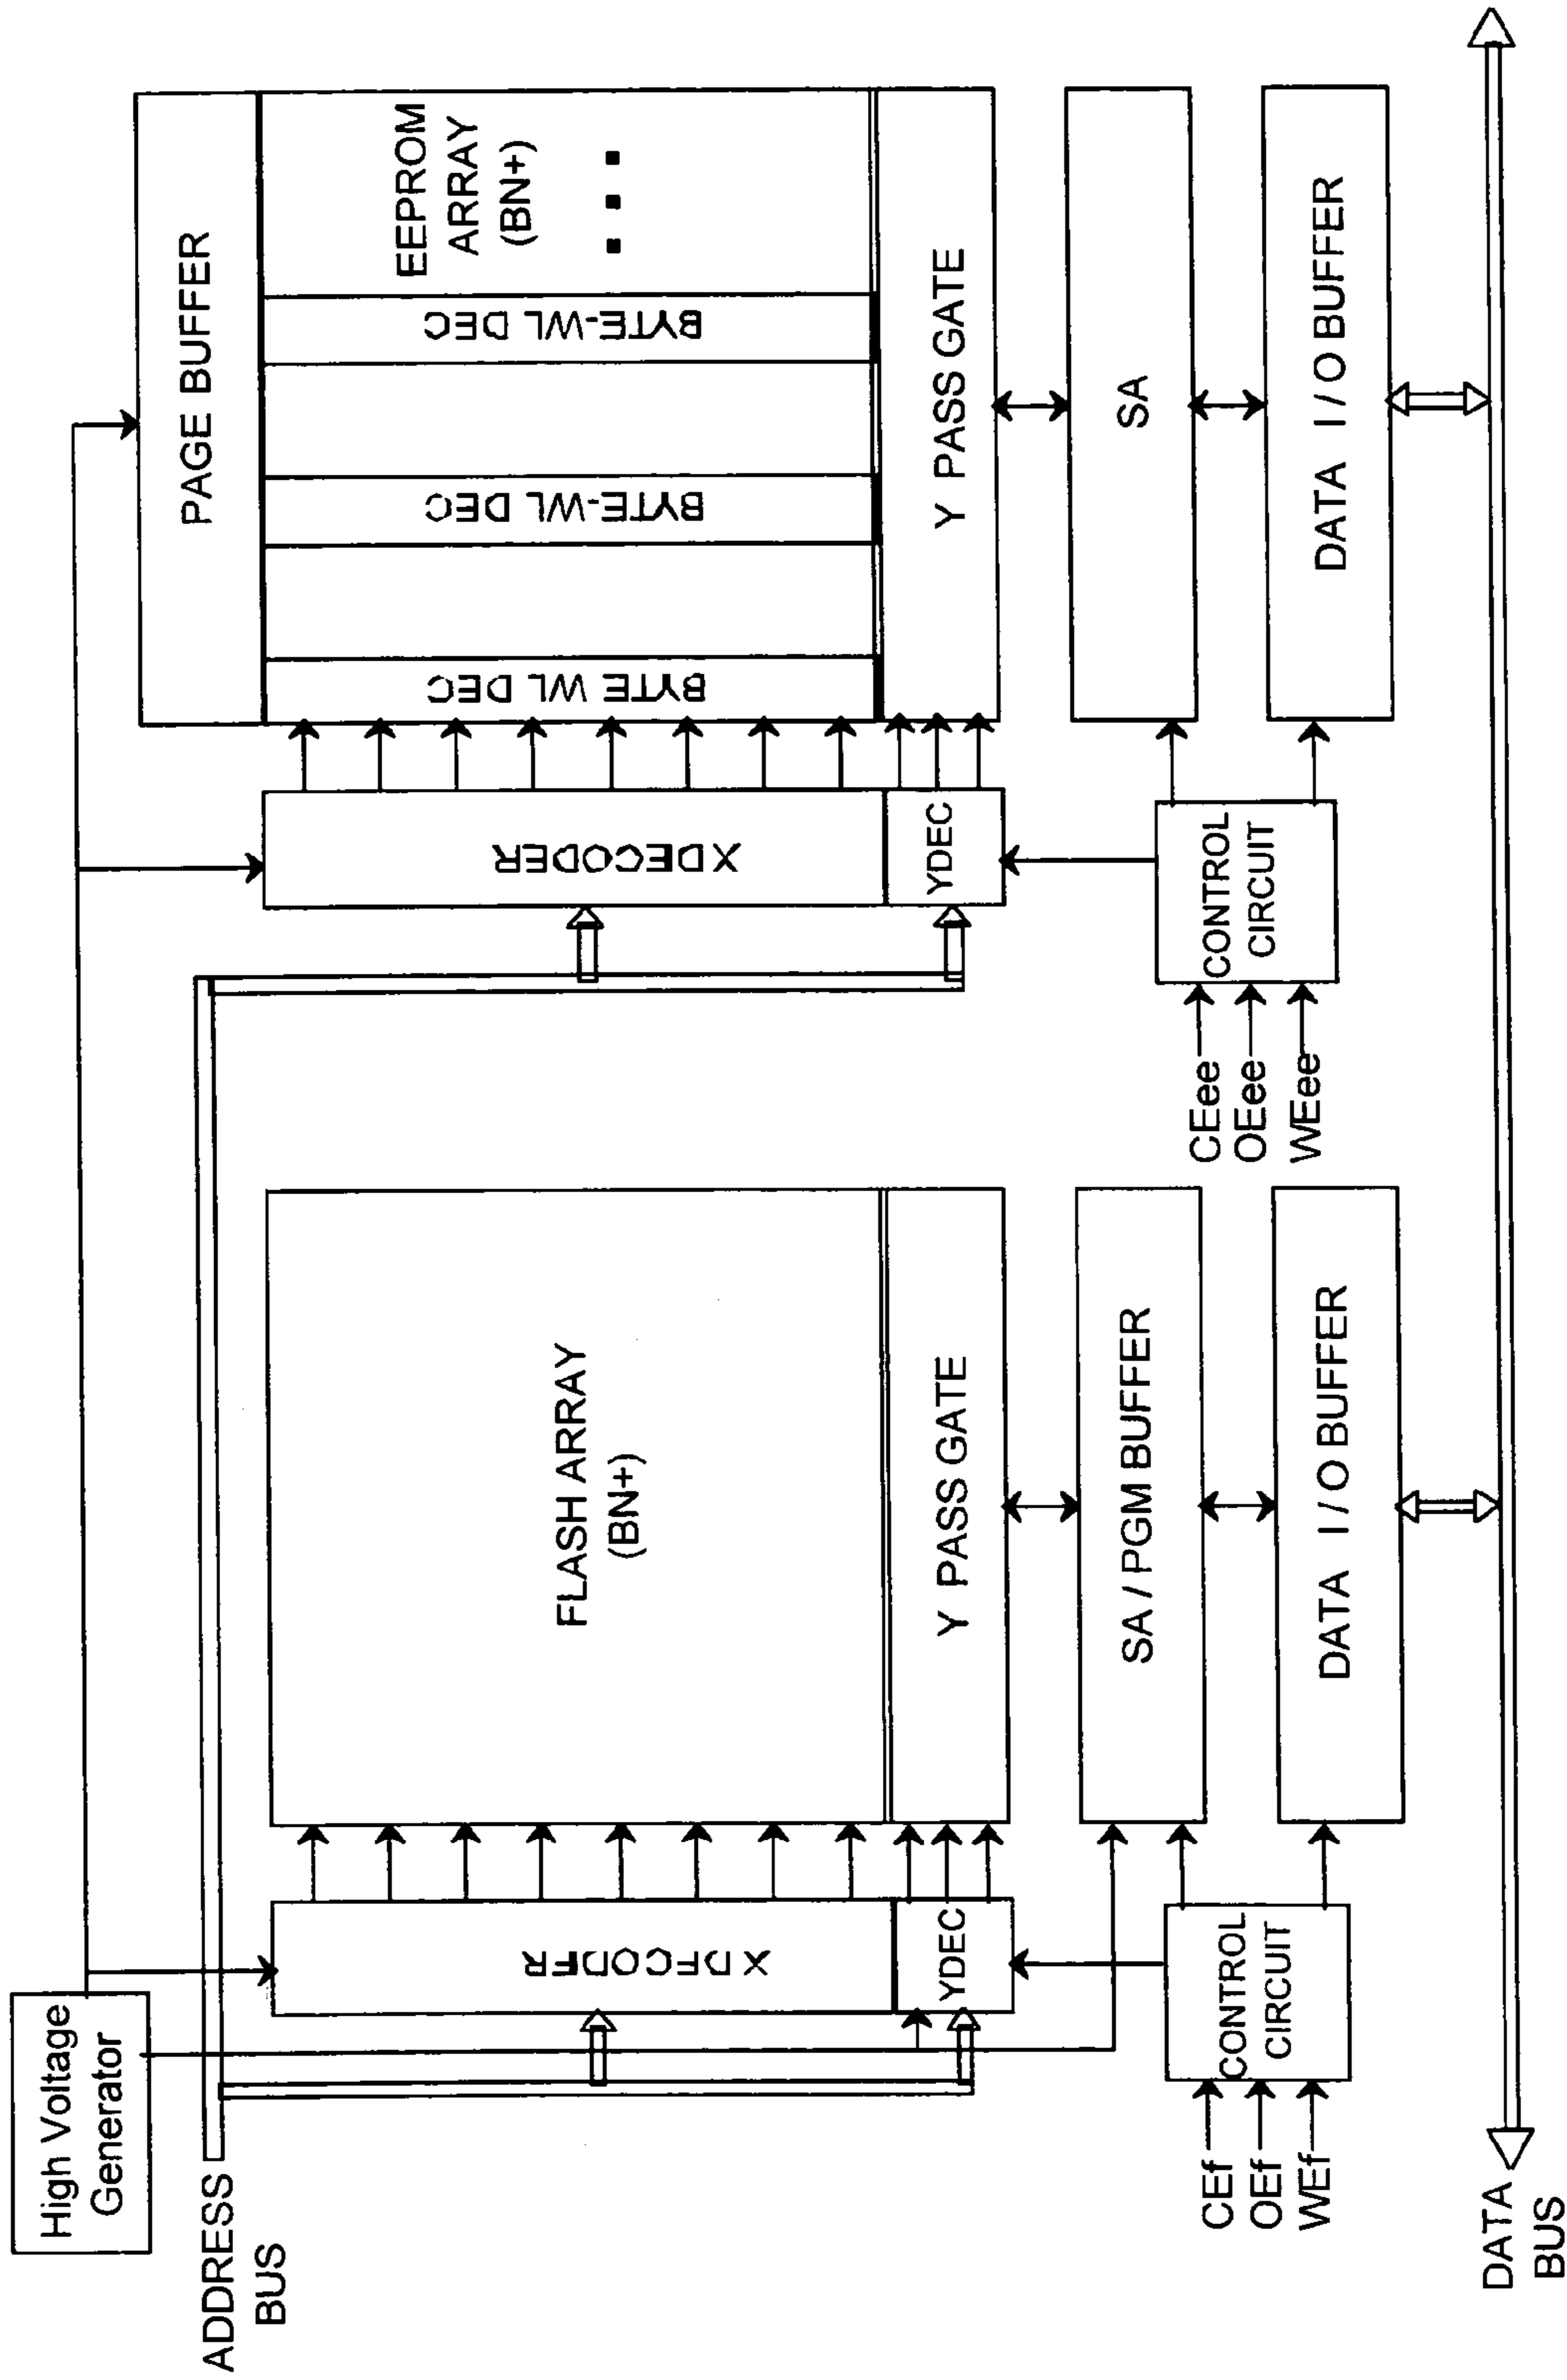 High Voltage
Generator
ADDRESS
BUS
X DECODER
YDEC
FLASH ARRAY
(BN+)
Y PASS GATE
SA / PGM BUFFER
DATA I / O BUFFER
CONTROL
CIRCUIT
CEf
OEf
WEf
PAGE BUFFER
X DECODER
YDEC
BYTE WL DEC
BYTE-WL DEC
BYTE-WL DEC
EEPROM
ARRAY
(BN+)
Y PASS GATE
SA
DATA I / O BUFFER
CONTROL
CIRCUIT
CEee
OEee
WEee
DATA
BUS